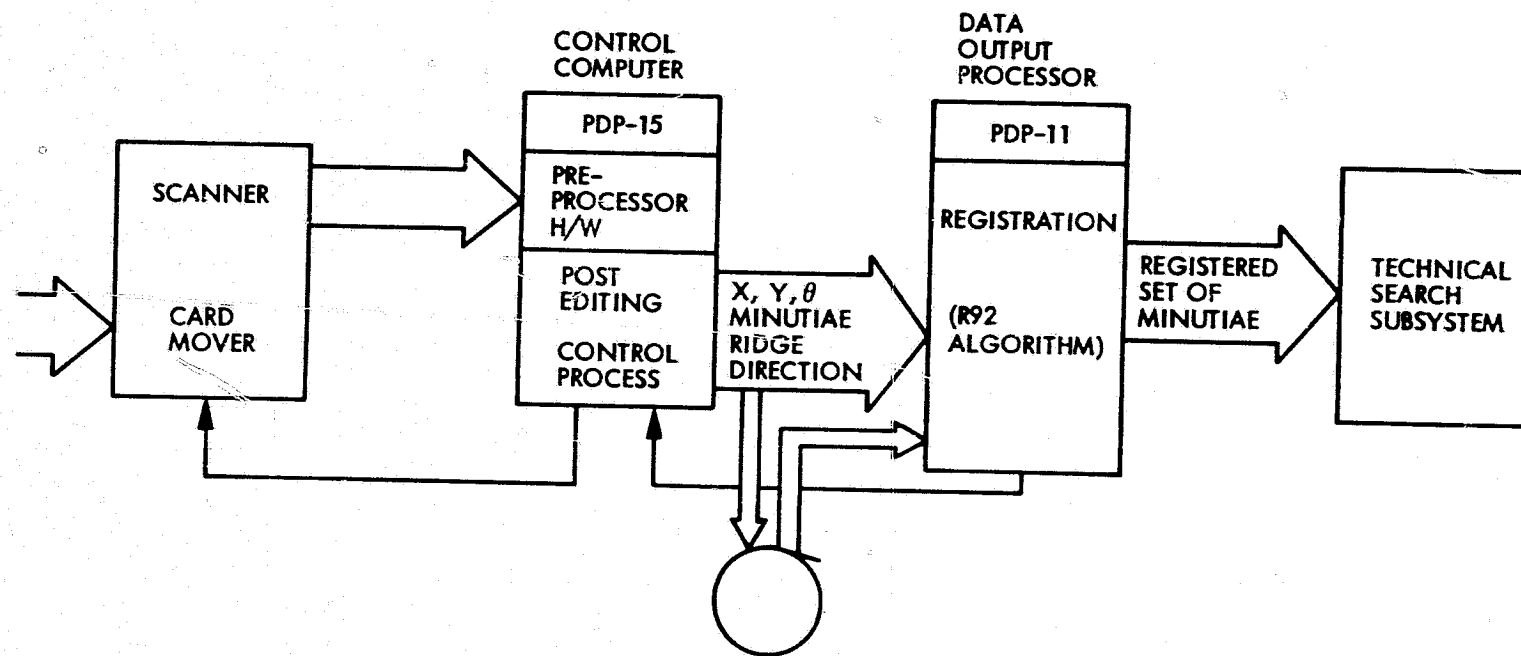 CONTROL
COMPUTER
DATA
OUTPUT
PROCESSOR
SCANNER
CARD
MOVER
PDP-15
PRE-
PROCESSOR
H/W
POST
EDITING
CONTROL
PROCESS
X, Y, θ
MINUTIAE
RIDGE
DIRECTION
PDP-11
REGISTRATION
(R92
ALGORITHM)
REGISTERED
SET OF
MINUTIAE
TECHNICAL
SEARCH
SUBSYSTEM